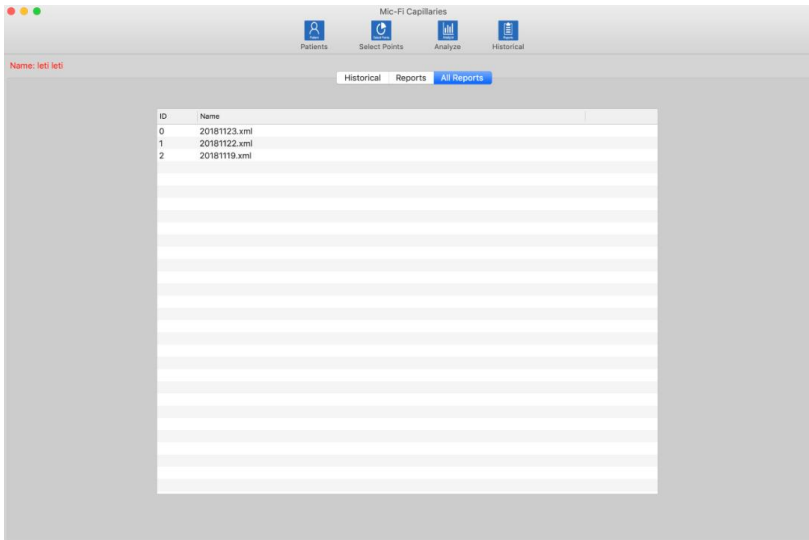 Mic-Fi Capillaries
Patients Select Points Analyze Historical
Name: leti leti
Historical Reports All Reports
ID Name
0 20181123.xml
1 20181122.xml
2 20181119.xml